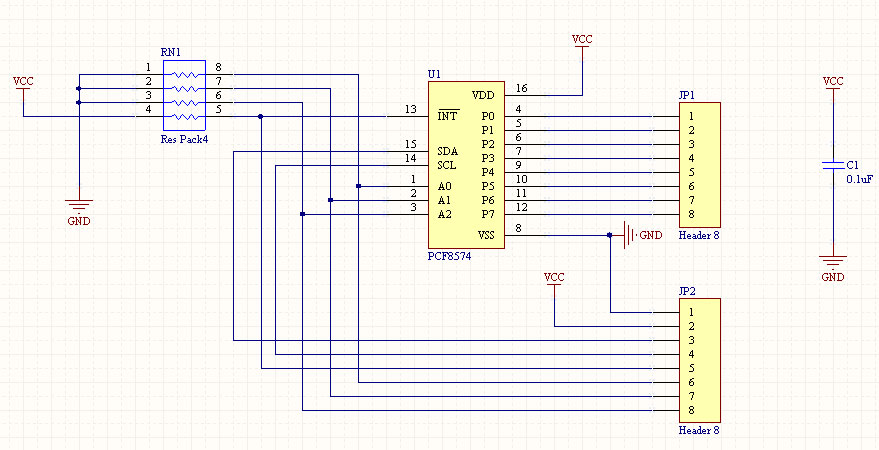 VCC
RN1
1 8
2 7
3 6
4 5
Res Pack4
GND
U1
13 INT
15 SDA
14 SCL
1 A0
2 A1
3 A2
VDD 16
P0 4
P1 5
P2 6
P3 7
P4 9
P5 10
P6 11
P7 12
VSS 8
PCF8574
VCC
GND
JP1
1
2
3
4
5
6
7
8
Header 8
VCC
JP2
1
2
3
4
5
6
7
8
Header 8
VCC
C1
0.1uF
GND